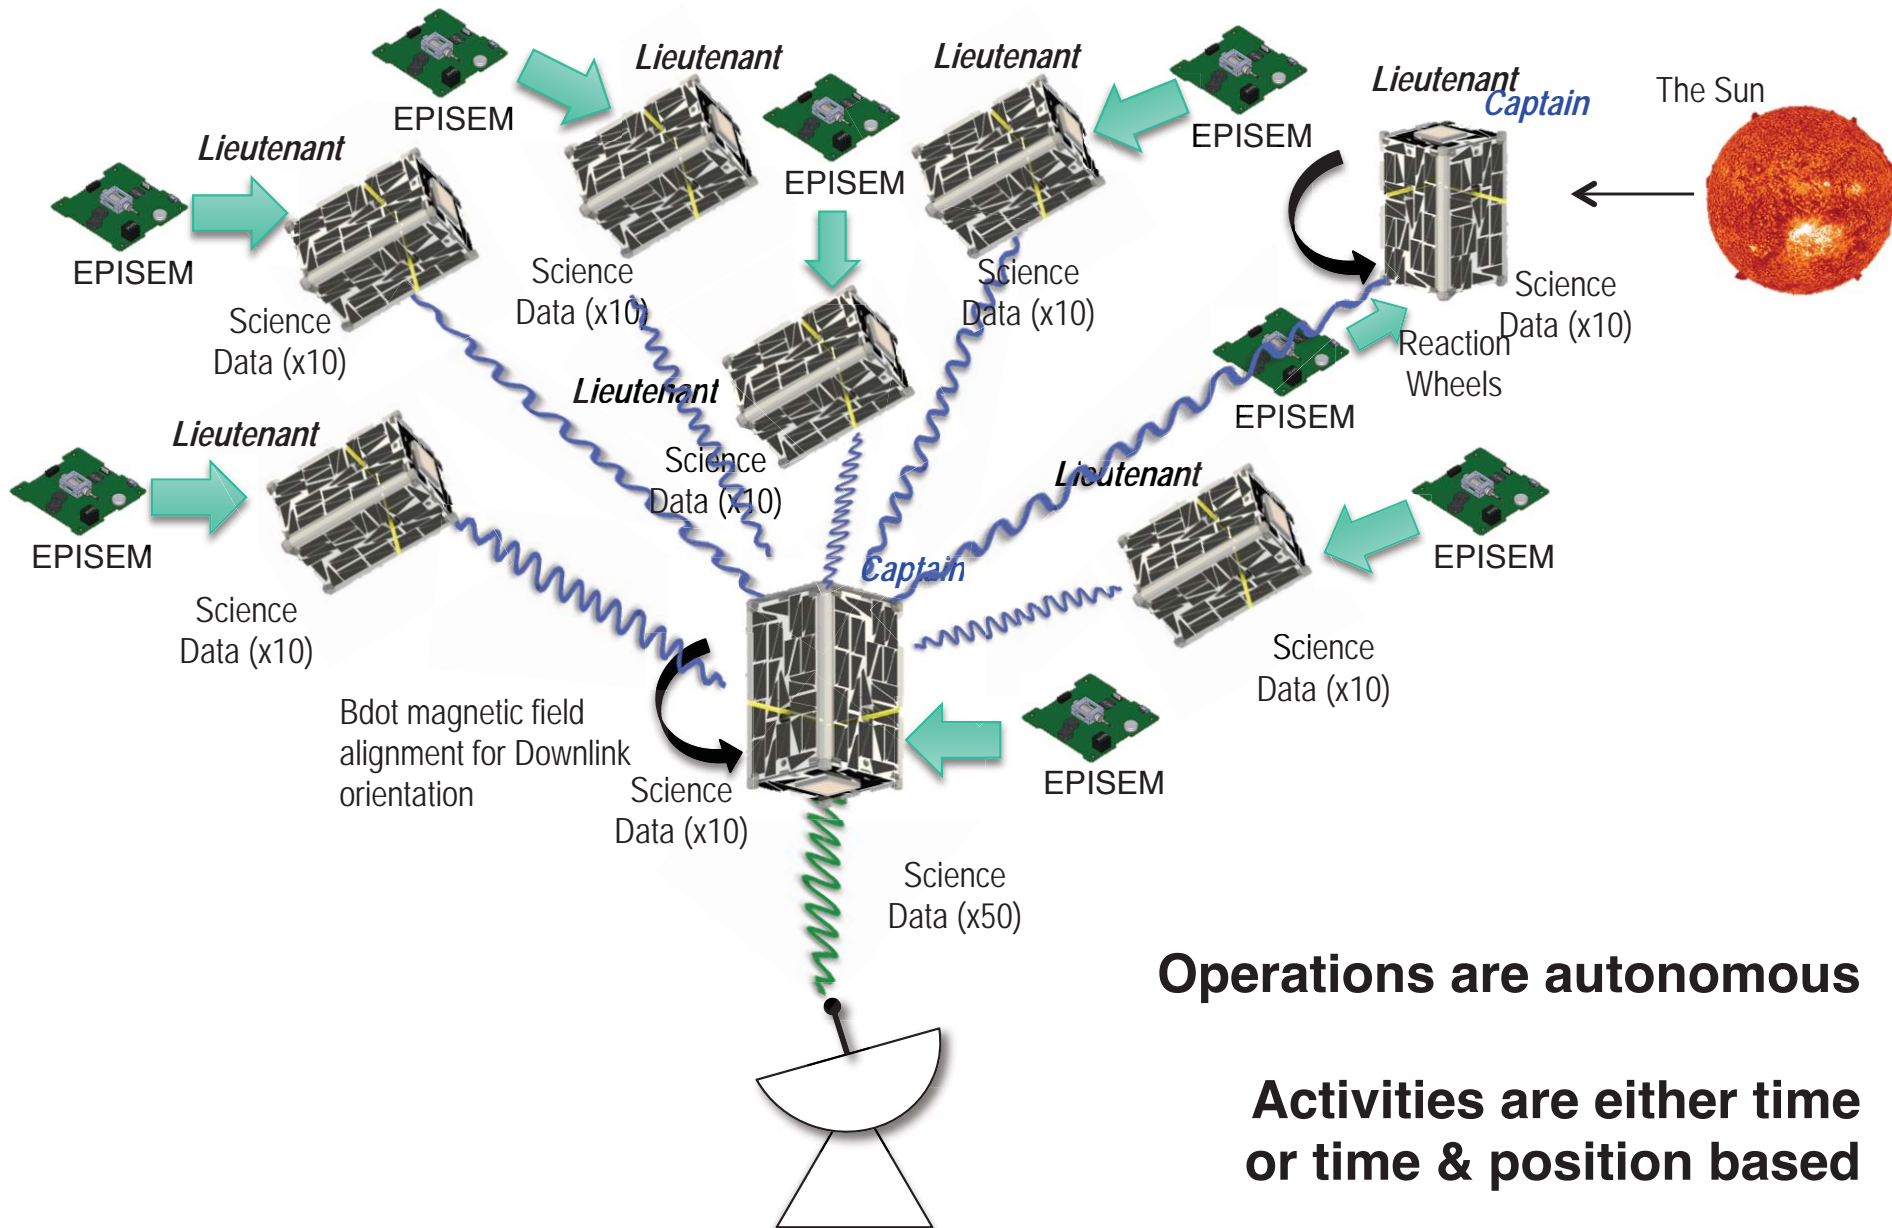 Lieutenant
EPISEM
Lieutenant
EPISEM
Lieutenant
EPISEM
Lieutenant
EPISEM
Lieutenant
Captain
The Sun
Science
Data (x10)
Science
Data (x10)
Science
Data (x10)
Science
Data (x10)
Reaction
Wheels
EPISEM
Lieutenant
Science
Data (x10)
Lieutenant
EPISEM
Science
Data (x10)
Lieutenant
EPISEM
Science
Data (x10)
Captain
Bdot magnetic field
alignment for Downlink
orientation
Science
Data (x10)
EPISEM
Science
Data (x50)
Operations are autonomous
Activities are either time
or time & position based